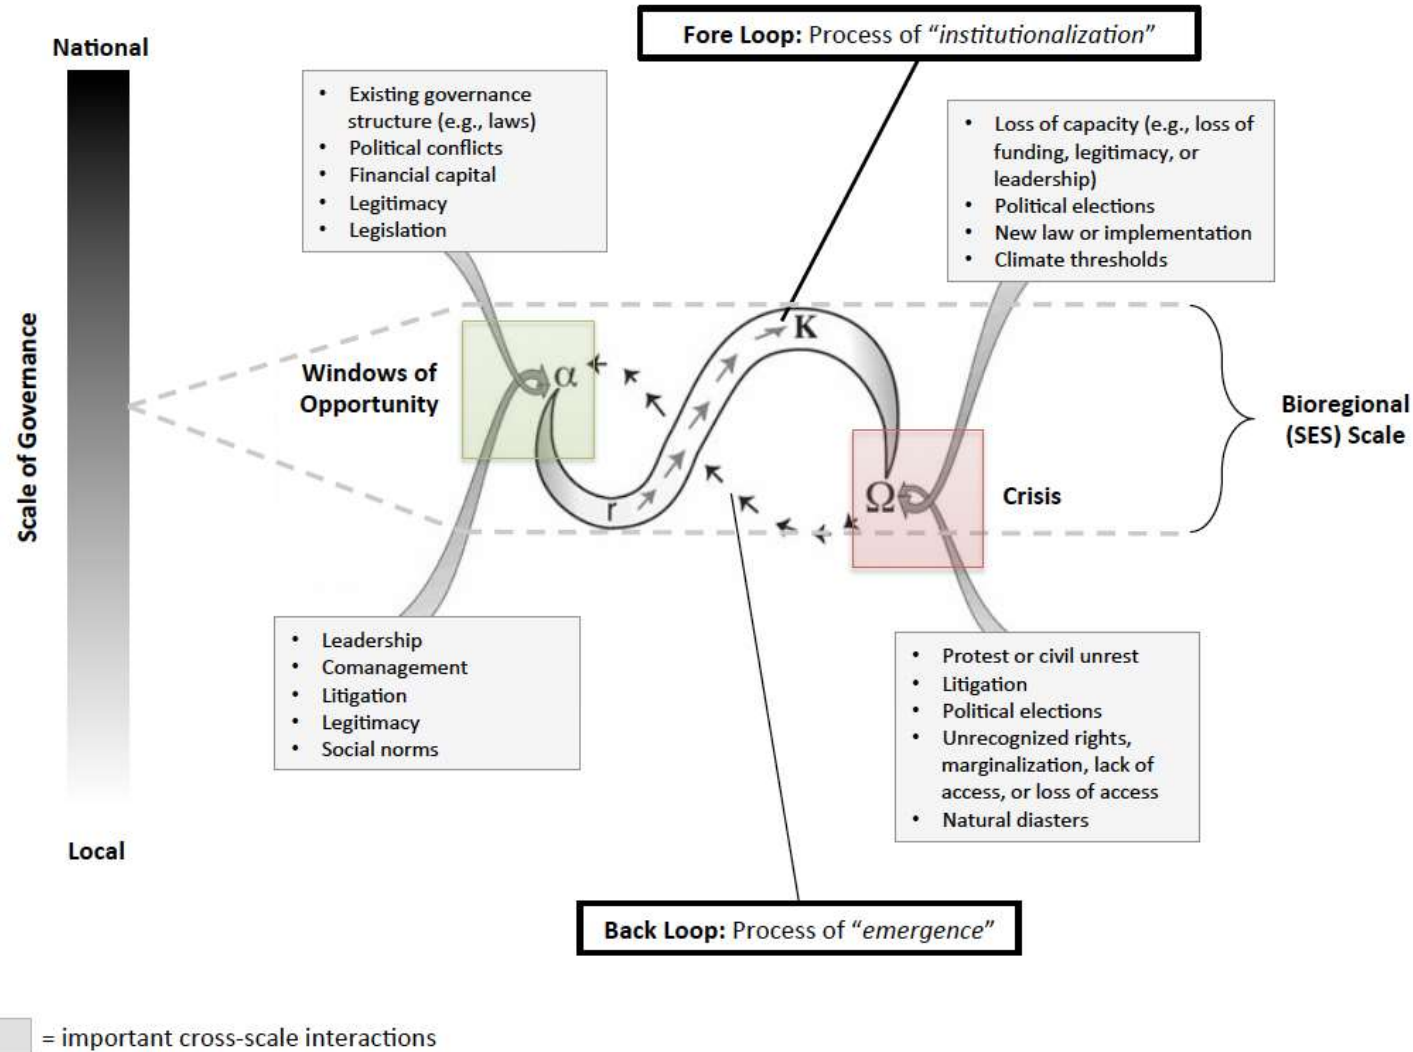 Fore Loop: Process of “institutionalization”
National
• Existing governance
structure (e.g., laws)
• Political conflicts
• Financial capital
• Legitimacy
• Legislation
• Loss of capacity (e.g., loss of
funding, legitimacy, or
leadership)
• Political elections
• New law or implementation
• Climate thresholds
Scale of Governance
Windows of
Opportunity
α
K
r
Ω
Crisis
Bioregional
(SES) Scale
• Leadership
• Comanagement
• Litigation
• Legitimacy
• Social norms
• Protest or civil unrest
• Litigation
• Political elections
• Unrecognized rights,
marginalization, lack of
access, or loss of access
• Natural diasters
Local
Back Loop: Process of “emergence”
= important cross-scale interactions